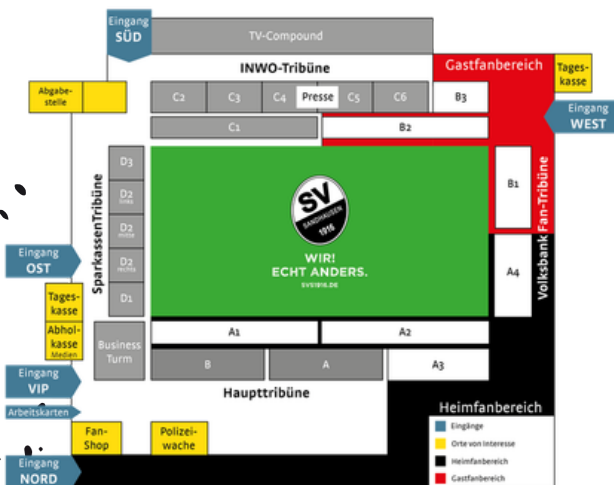 Eingang
SÜD
TV-Compound
INWO-Tribüne
Gastfanbereich
Tages-
kasse
Abgabe-
stelle
C2
C3
C4
Presse
C5
C6
B3
Eingang
WEST
C1
B2
SparkassenTribüne
D3
D2
links
D2
mitte
D2
rechts
D1
SV
SANDHAUSEN
1916
WIR!
ECHT ANDERS.
SVS1916.DE
B1
A4
Volksbank Fan-Tribüne
Eingang
OST
Tages-
kasse
Abhol-
kasse
Medien
Business
Turm
A1
A2
B
A
A3
Eingang
VIP
Arbeitskarten
Haupttribüne
Heimfanbereich
Fan-
Shop
Polizei-
wache
Eingang
NORD
Eingänge
Orte von Interesse
Heimfanbereich
Gastfanbereich